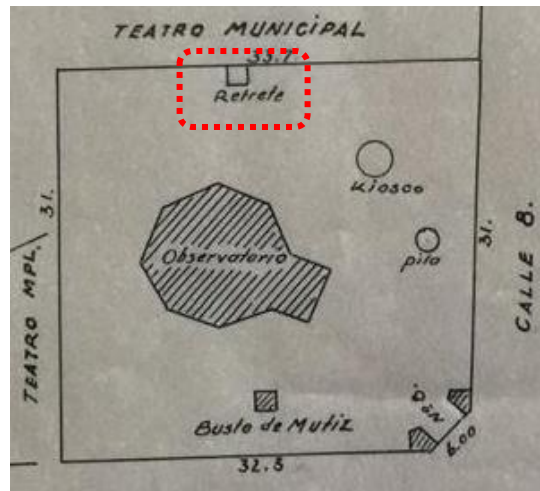 TEATRO MUNICIPAL
33.7
Retrete
Kiosco
31.
31.
Observatorio
pila
TEATRO MPL.
CALLE 8.
Busto de Mutiz
6.00
32.5